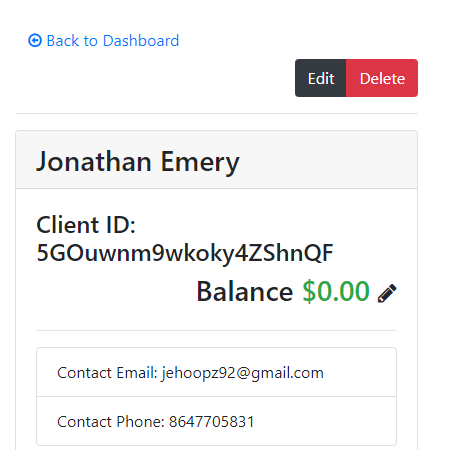 Back to Dashboard
Edit Delete
Jonathan Emery
Client ID:
5GOuwnm9wkoky4ZShnQF
Balance $0.00
Contact Email: jehoopz92@gmail.com
Contact Phone: 8647705831